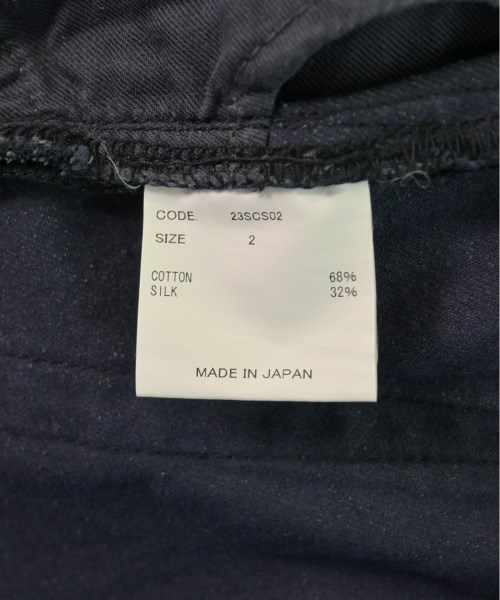 CODE 23SCS02
SIZE 2
COTTON 68%
SILK 32%
MADE IN JAPAN